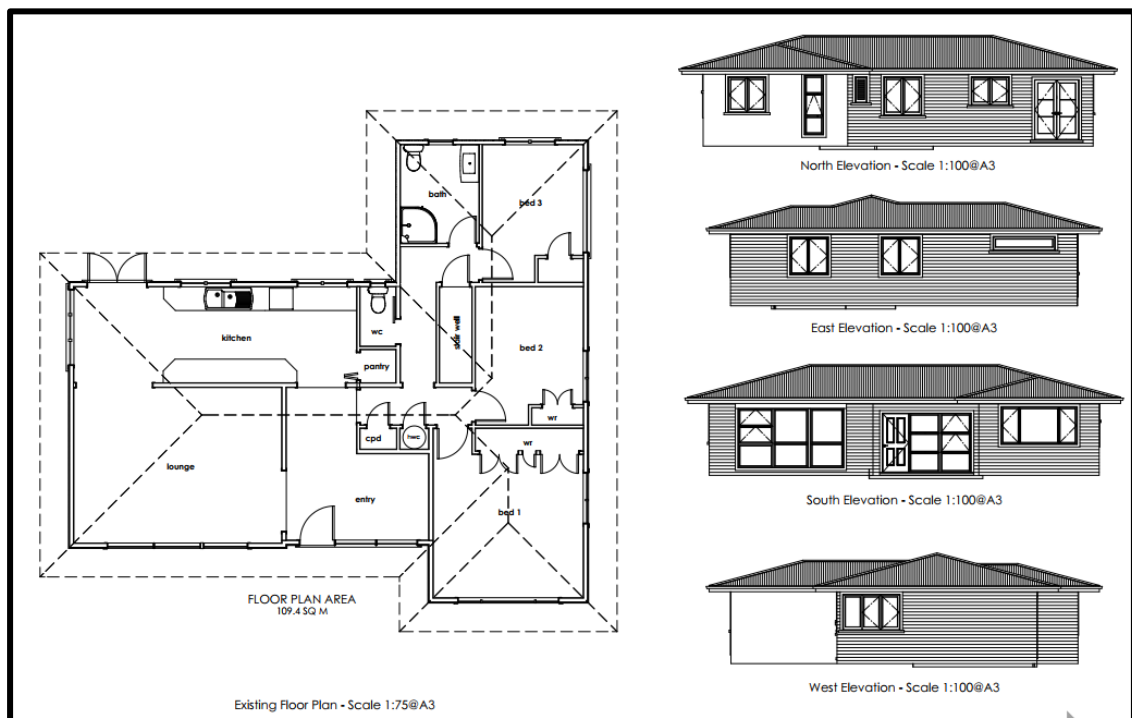 bath
bed 3
kitchen
wc
stair well
bed 2
pantry
wr
cpd
hwc
wr
lounge
entry
bed 1
FLOOR PLAN AREA
109.4 SQ M
Existing Floor Plan - Scale 1:75@A3
North Elevation - Scale 1:100@A3
East Elevation - Scale 1:100@A3
South Elevation - Scale 1:100@A3
West Elevation - Scale 1:100@A3